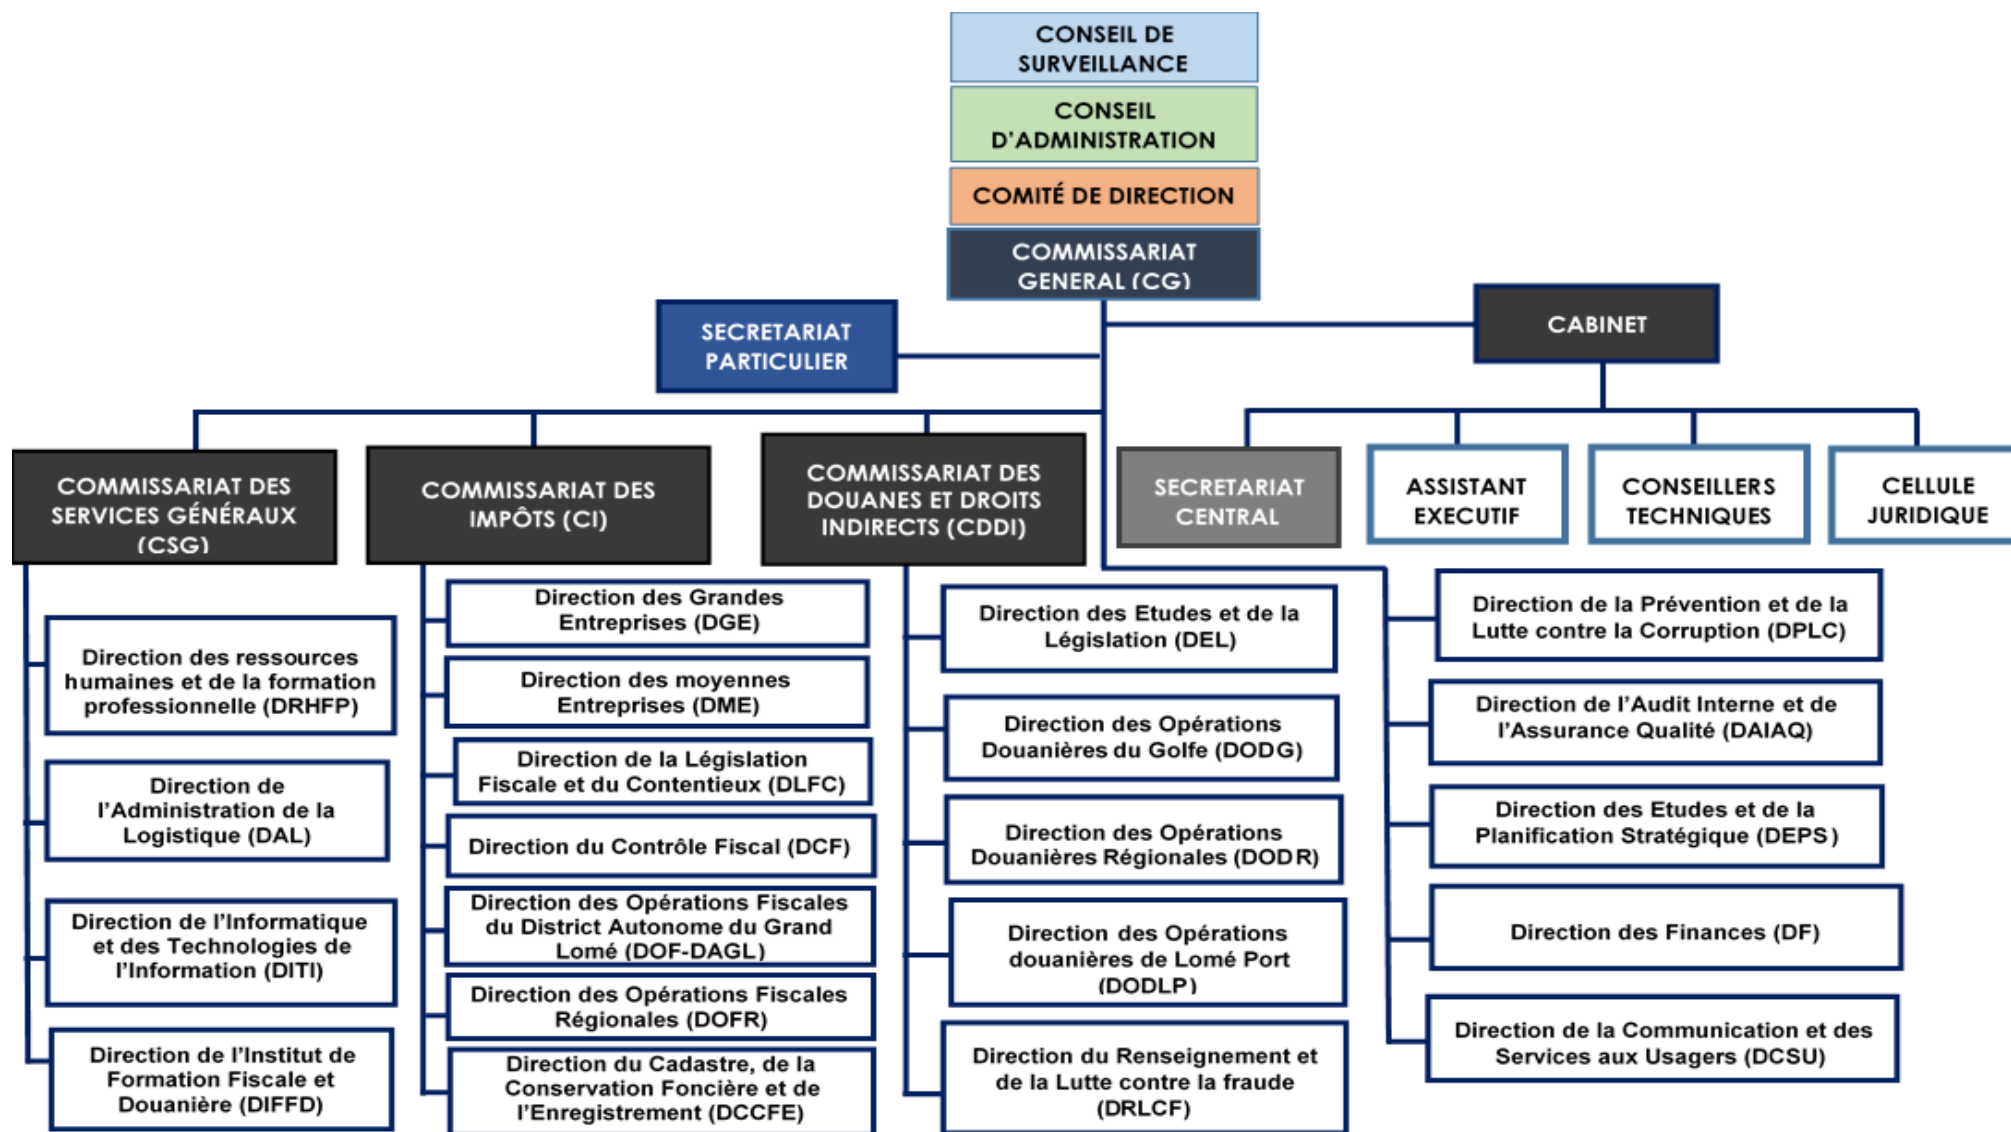 CONSEIL DE
SURVEILLANCE
CONSEIL
D'ADMINISTRATION
COMITÉ DE DIRECTION
COMMISSARIAT
GENERAL (CG)
SECRETARIAT
PARTICULIER
CABINET
COMMISSARIAT DES
SERVICES GÉNÉRAUX
(CSG)
COMMISSARIAT DES
IMPÔTS (CI)
COMMISSARIAT DES
DOUANES ET DROITS
INDIRECTS (CDDI)
SECRETARIAT
CENTRAL
ASSISTANT
EXECUTIF
CONSEILLERS
TECHNIQUES
CELLULE
JURIDIQUE
Direction des ressources
humaines et de la formation
professionnelle (DRHFP)
Direction de
l'Administration de la
Logistique (DAL)
Direction de l'Informatique
et des Technologies de
l'Information (DITI)
Direction de l'Institut de
Formation Fiscale et
Douanière (DIFFD)
Direction des Grandes
Entreprises (DGE)
Direction des moyennes
Entreprises (DME)
Direction de la Législation
Fiscale et du Contentieux (DLFC)
Direction du Contrôle Fiscal (DCF)
Direction des Opérations Fiscales
du District Autonome du Grand
Lomé (DOF-DAGL)
Direction des Opérations Fiscales
Régionales (DOFR)
Direction du Cadastre, de la
Conservation Foncière et de
l'Enregistrement (DCCFE)
Direction des Etudes et de la
Législation (DEL)
Direction des Opérations
Douanières du Golfe (DODG)
Direction des Opérations
Douanières Régionales (DODR)
Direction des Opérations
douanières de Lomé Port
(DODLP)
Direction du Renseignement et
de la Lutte contre la fraude
(DRLCF)
Direction de la Prévention et de la
Lutte contre la Corruption (DPLC)
Direction de l'Audit Interne et de
l'Assurance Qualité (DAIAQ)
Direction des Etudes et de la
Planification Stratégique (DEPS)
Direction des Finances (DF)
Direction de la Communication et des
Services aux Usagers (DCSU)